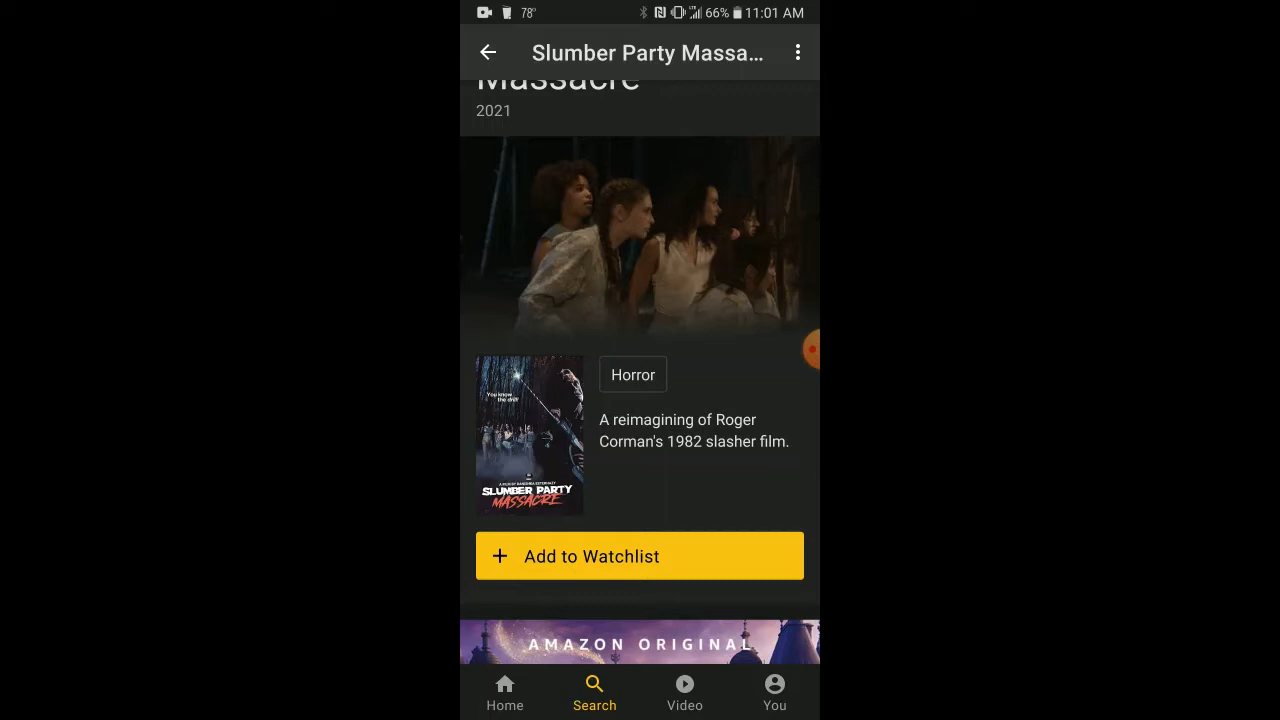 78° 66% 11:01 AM
Slumber Party Massa...
Massacre
2021
Horror
A reimagining of Roger
Corman's 1982 slasher film.
You know
the drill
SLUMBER PARTY
MASSACRE
+ Add to Watchlist
AMAZON ORIGINAL
Home Search Video You